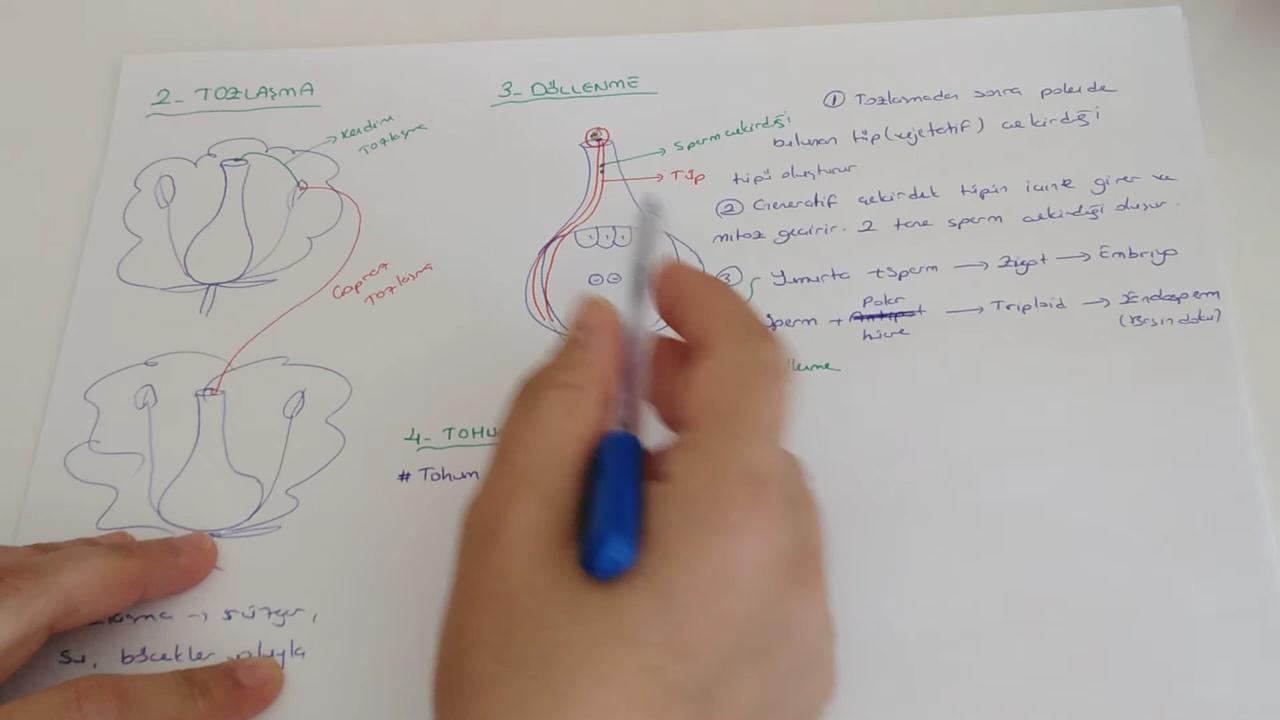 2- TOZLAŞMA
Kendini
Tozlaşma
Çapraz
Tozlaşma
Su, böcekler yoluyla
3- DÖLLENME
Sperm çekirdeği
Tüp
① Tozlaşmadan sonra polende
bulunan tüp (vejetatif) çekirdeği
tüpü oluşturur
② Generatif çekirdek tüpün içine girer ve
mitoz geçirir. 2 tane sperm çekirdeği oluşur.
③ Yumurta + Sperm → Zigot → Embriyo
Sperm + Polar hücre → Triploid → Endosperm
(Besin doku)
4- TOHU
# Tohum